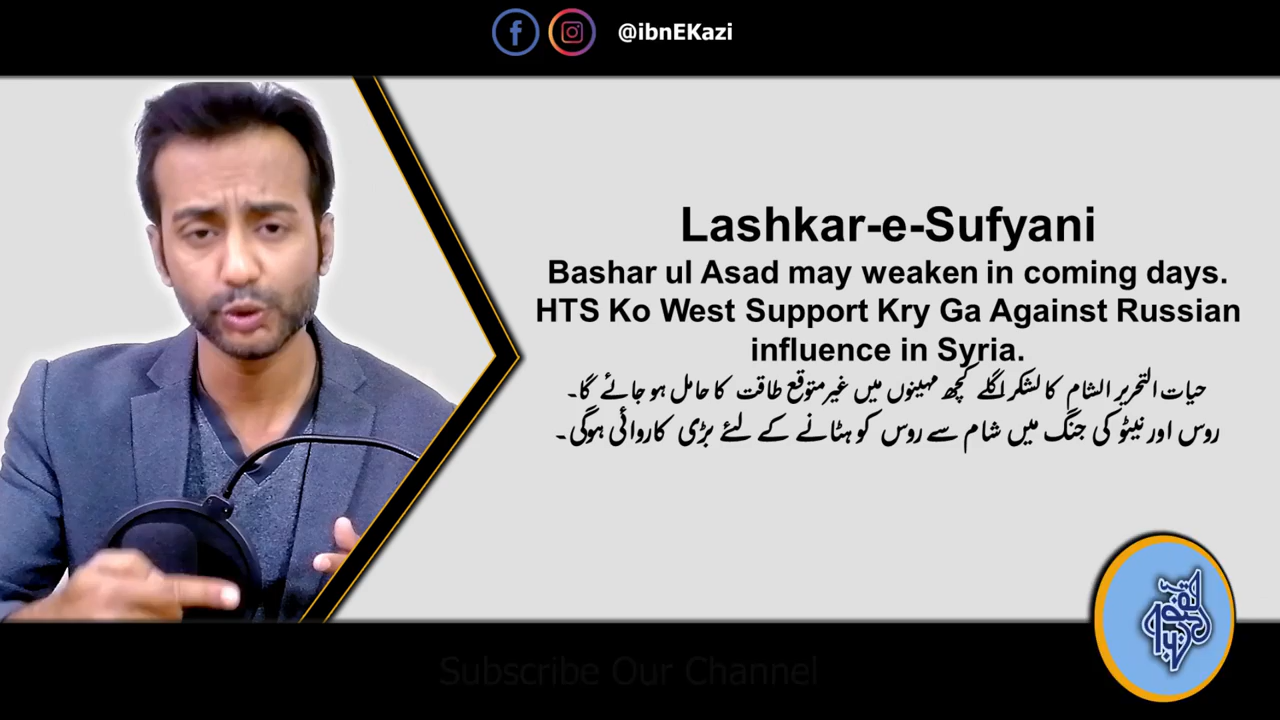 @ibnEKazi
Lashkar-e-Sufyani
Bashar ul Asad may weaken in coming days.
HTS Ko West Support Kry Ga Against Russian
influence in Syria.
حیات التحریر الشام کا لشکر اگلے کچھ مہینوں میں غیر متوقع طاقت کا حامل ہو جائے گا۔
روس اور نیٹو کی جنگ میں شام سے روس کو ہٹانے کے لئے بڑی کاروائی ہوگی۔
Subscribe Our Channel